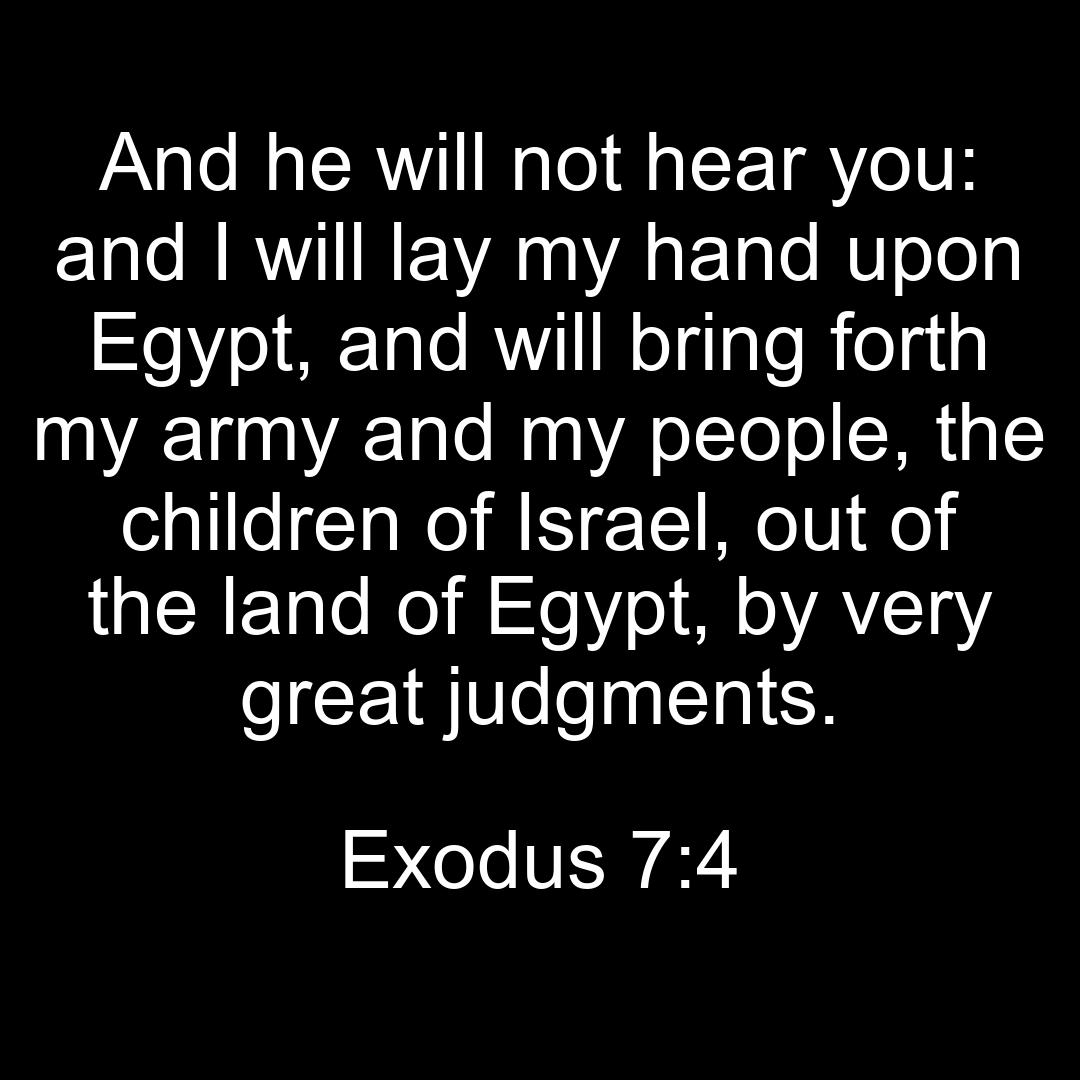 And he will not hear you:
and I will lay my hand upon
Egypt, and will bring forth
my army and my people, the
children of Israel, out of
the land of Egypt, by very
great judgments.
Exodus 7:4